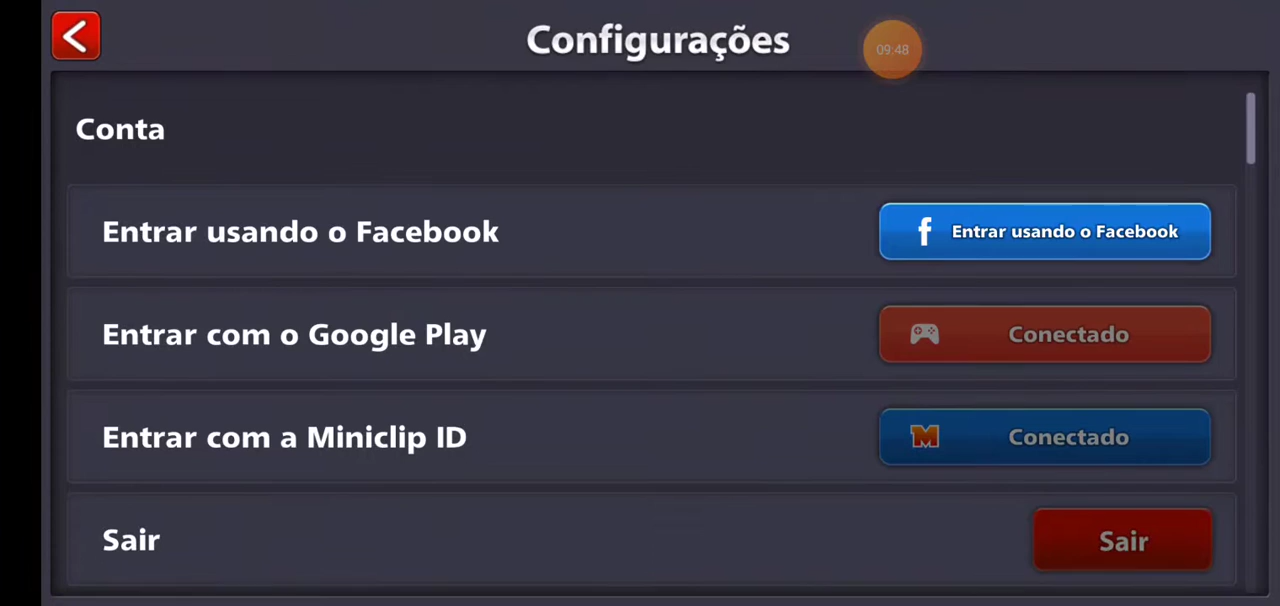 Configurações
09:48
Conta
Entrar usando o Facebook
Entrar usando o Facebook
Entrar com o Google Play
Conectado
Entrar com a Miniclip ID
Conectado
Sair
Sair